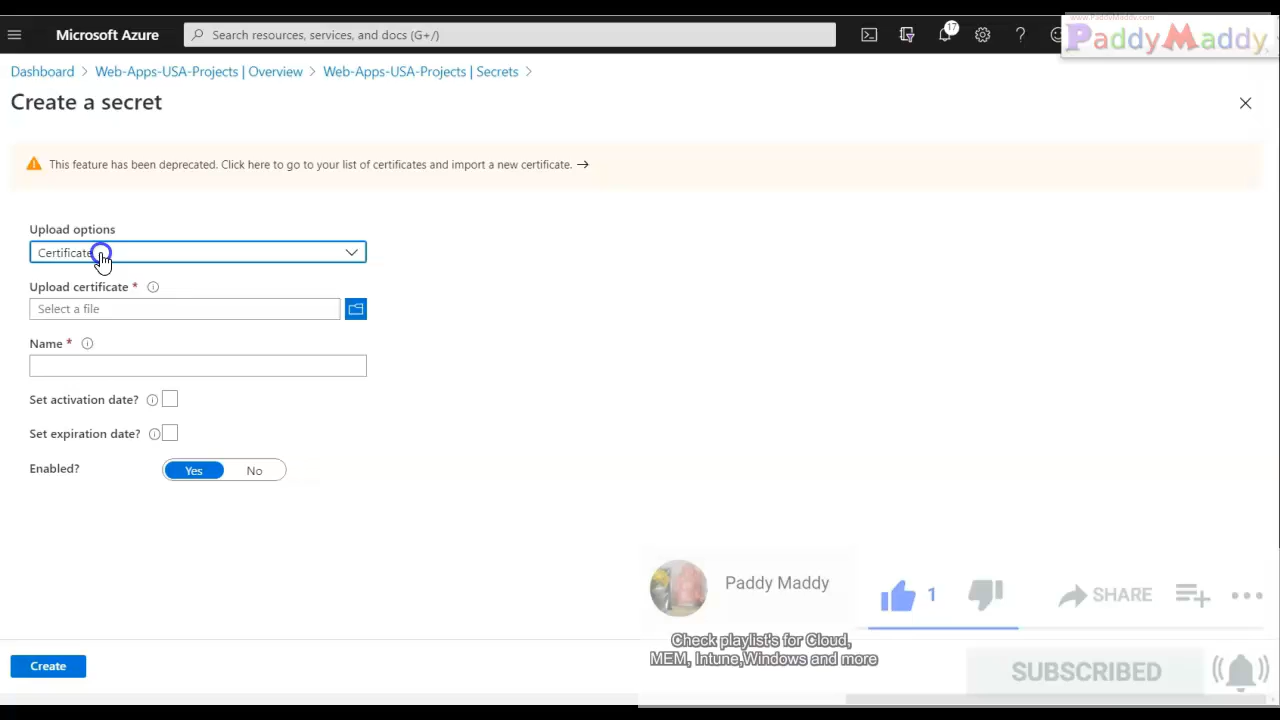 www.PaddyMaddy.com
PaddyMaddy
Microsoft Azure
Search resources, services, and Docs (G+/)
17
Dashboard > Web-Apps-USA-Projects | Overview > Web-Apps-USA-Projects | Secrets >
Create a secret
This feature has been deprecated. Click here to go to your list of certificates and import a new certificate. →
Upload options
Certificate
Upload certificate *
Select a file
Name *
Set activation date?
Set expiration date?
Enabled?
Yes
No
Paddy Maddy
1
SHARE
Check playlist's for Cloud,
MEM, Intune,Windows and more
Create
SUBSCRIBED